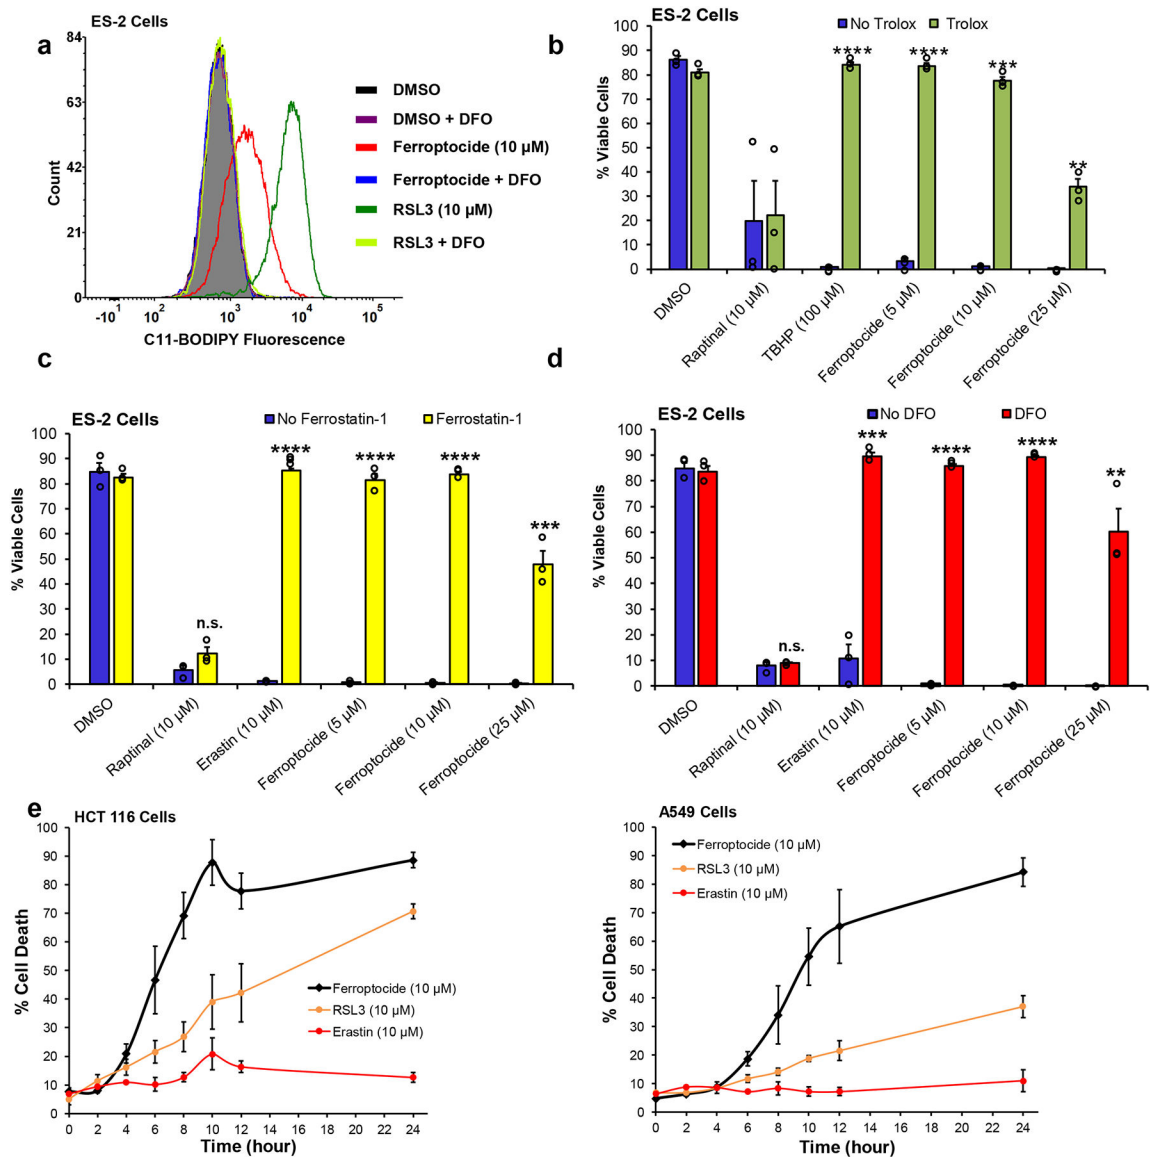 a
ES-2 Cells
84
63
42
21
0
Count
-10¹ 10² 10³ 10⁴ 10⁵
C11-BODIPY Fluorescence
DMSO
DMSO + DFO
Ferroptocide (10 µM)
Ferroptocide + DFO
RSL3 (10 µM)
RSL3 + DFO
b
ES-2 Cells
No Trolox
Trolox
% Viable Cells
100
90
80
70
60
50
40
30
20
10
0
**** **** *** **
DMSO
Raptinal (10 µM)
TBHP (100 µM)
Ferroptocide (5 µM)
Ferroptocide (10 µM)
Ferroptocide (25 µM)
c
ES-2 Cells
No Ferrostatin-1
Ferrostatin-1
% Viable Cells
100
90
80
70
60
50
40
30
20
10
0
n.s. **** **** **** ***
DMSO
Raptinal (10 µM)
Erastin (10 µM)
Ferroptocide (5 µM)
Ferroptocide (10 µM)
Ferroptocide (25 µM)
d
ES-2 Cells
No DFO
DFO
% Viable Cells
100
90
80
70
60
50
40
30
20
10
0
n.s. *** **** **** **
DMSO
Raptinal (10 µM)
Erastin (10 µM)
Ferroptocide (5 µM)
Ferroptocide (10 µM)
Ferroptocide (25 µM)
e
HCT 116 Cells
% Cell Death
100
90
80
70
60
50
40
30
20
10
0
Ferroptocide (10 µM)
RSL3 (10 µM)
Erastin (10 µM)
0 2 4 6 8 10 12 14 16 18 20 22 24
Time (hour)
A549 Cells
% Cell Death
100
90
80
70
60
50
40
30
20
10
0
Ferroptocide (10 µM)
RSL3 (10 µM)
Erastin (10 µM)
0 2 4 6 8 10 12 14 16 18 20 22 24
Time (hour)